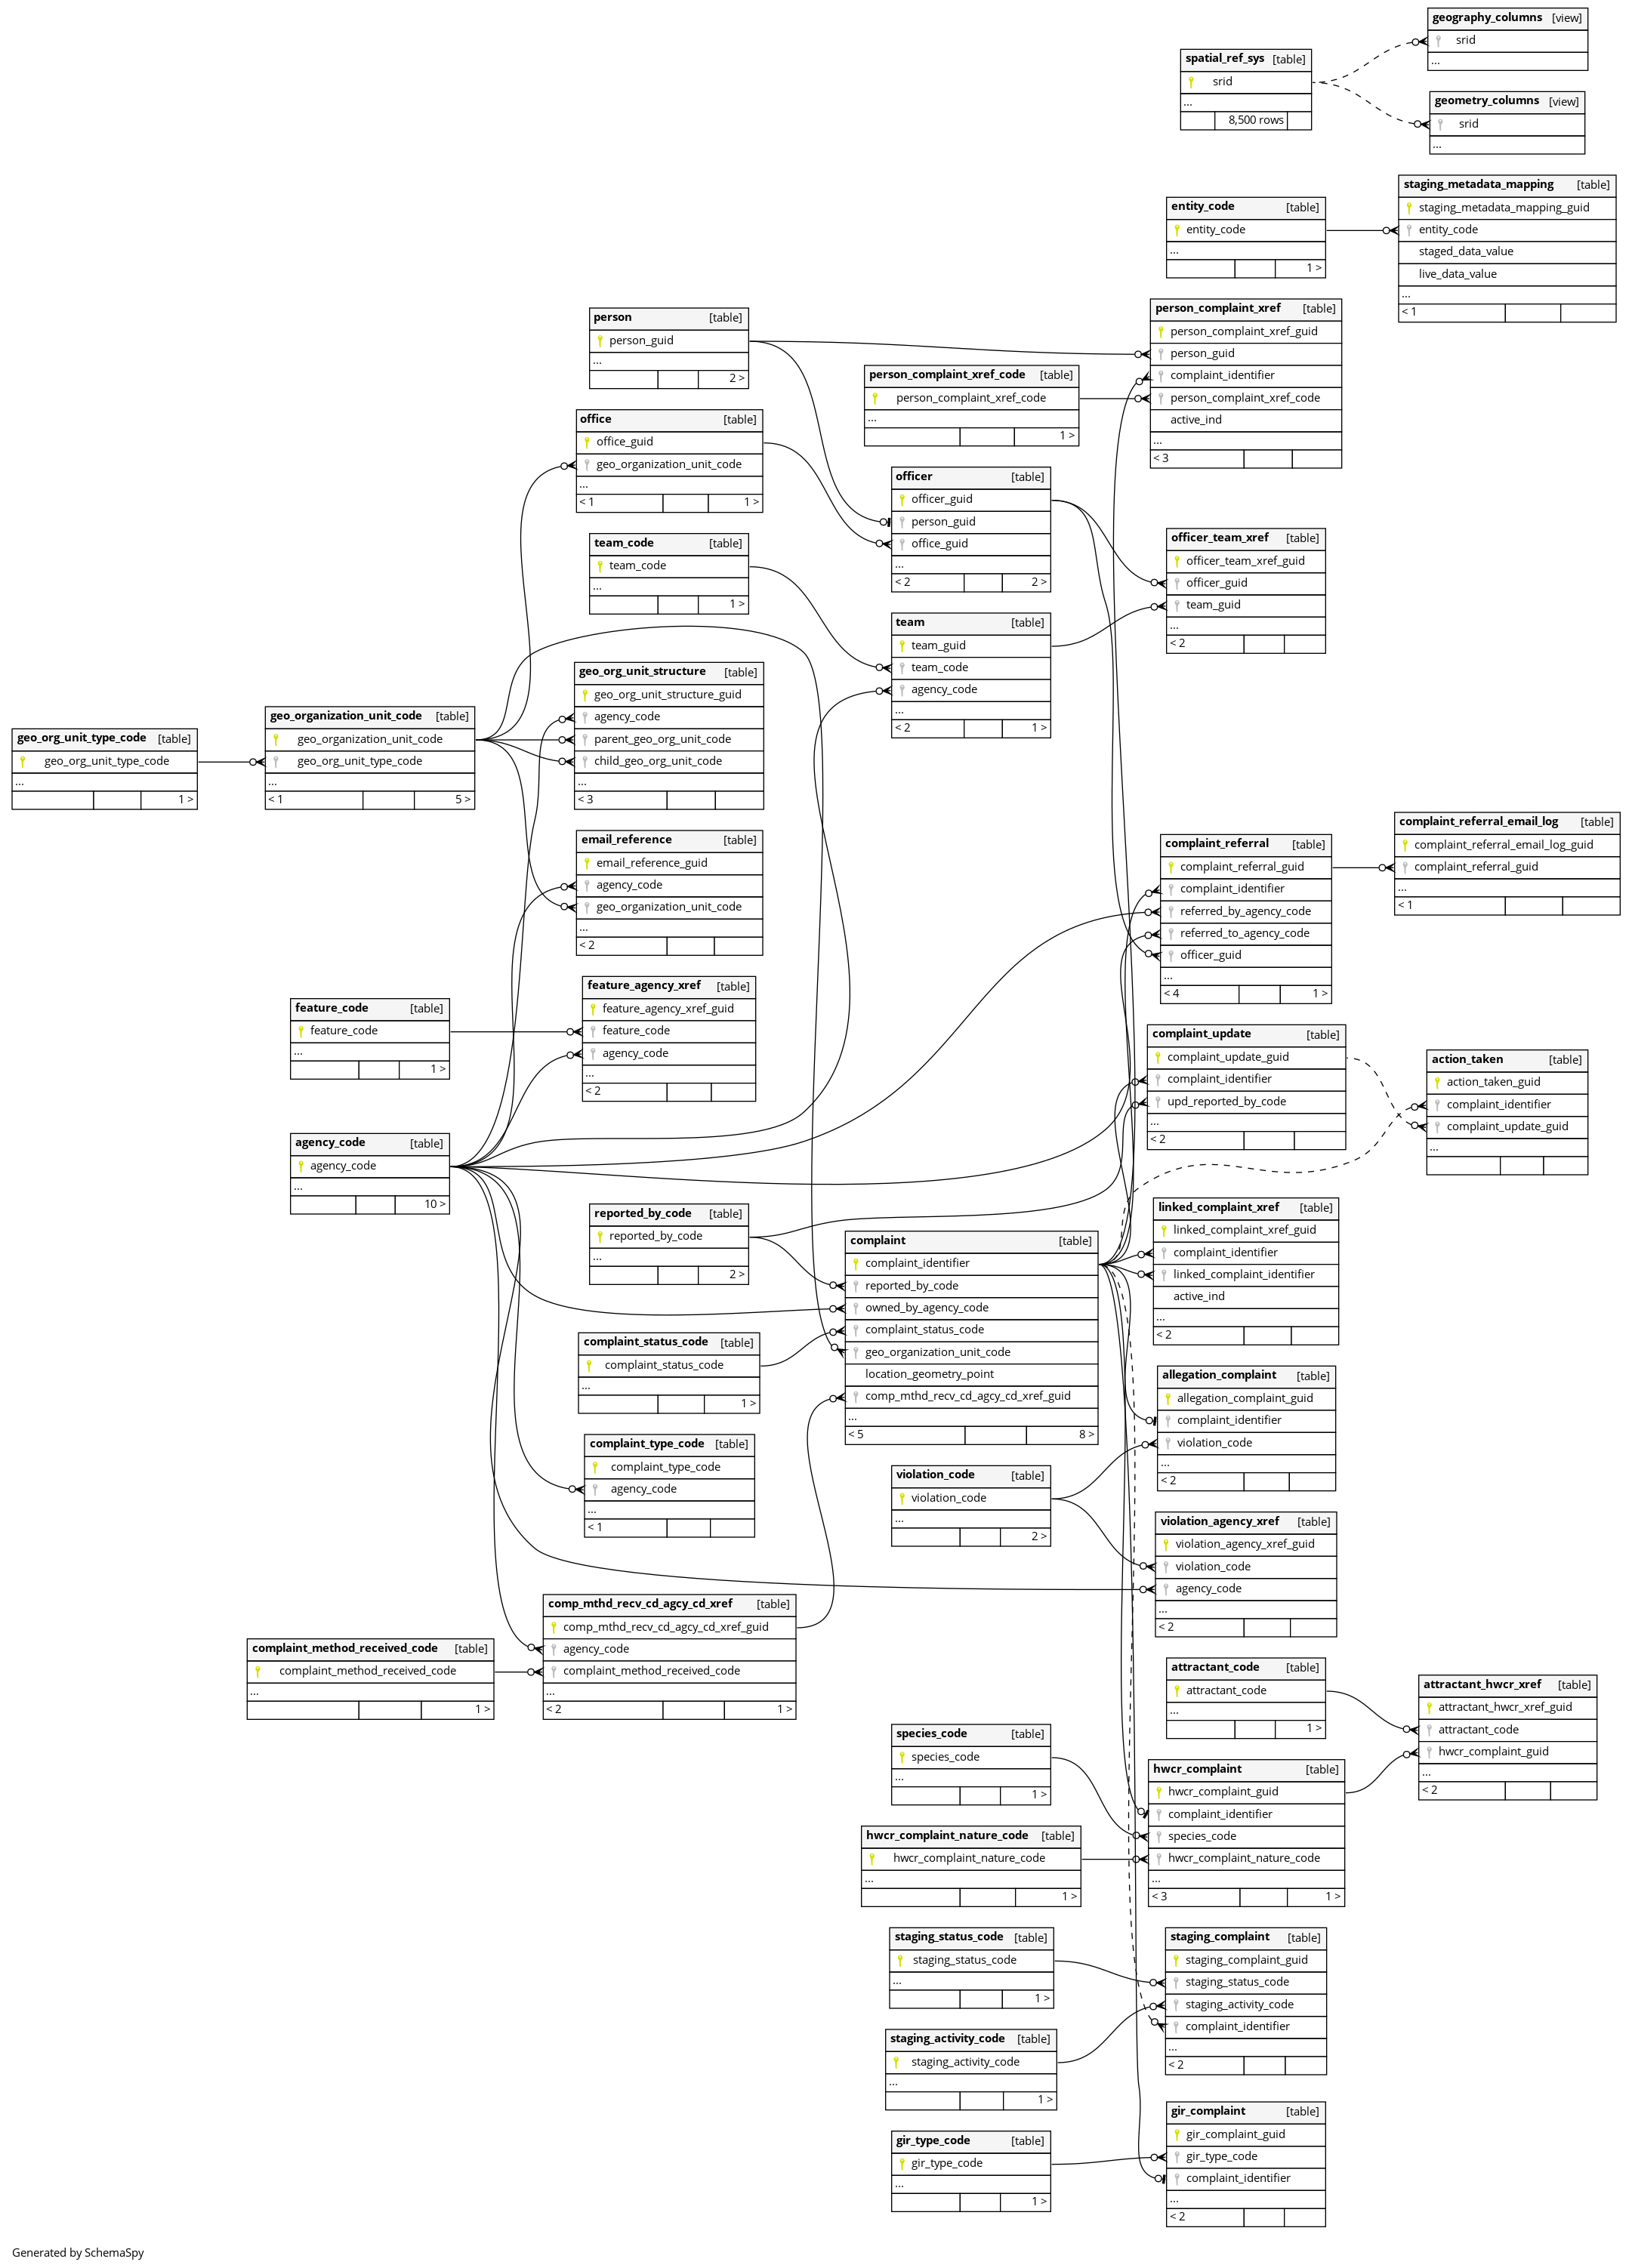 geography_columns [view]
srid
...
spatial_ref_sys [table]
srid
...
8,500 rows
geometry_columns [view]
srid
...
staging_metadata_mapping [table]
staging_metadata_mapping_guid
entity_code
staged_data_value
live_data_value
...
< 1
entity_code [table]
entity_code
...
1 >
person_complaint_xref [table]
person_complaint_xref_guid
person_guid
complaint_identifier
person_complaint_xref_code
active_ind
...
< 3
person [table]
person_guid
...
2 >
person_complaint_xref_code [table]
person_complaint_xref_code
...
1 >
office [table]
office_guid
geo_organization_unit_code
...
< 1 1 >
officer [table]
officer_guid
person_guid
office_guid
...
< 2 2 >
team_code [table]
team_code
...
1 >
officer_team_xref [table]
officer_team_xref_guid
officer_guid
team_guid
...
< 2
team [table]
team_guid
team_code
agency_code
...
< 2 1 >
geo_org_unit_structure [table]
geo_org_unit_structure_guid
agency_code
parent_geo_org_unit_code
child_geo_org_unit_code
...
< 3
geo_organization_unit_code [table]
geo_organization_unit_code
geo_org_unit_type_code
...
< 1 5 >
geo_org_unit_type_code [table]
geo_org_unit_type_code
...
1 >
email_reference [table]
email_reference_guid
agency_code
geo_organization_unit_code
...
< 2
complaint_referral [table]
complaint_referral_guid
complaint_identifier
referred_by_agency_code
referred_to_agency_code
officer_guid
...
< 4 1 >
complaint_referral_email_log [table]
complaint_referral_email_log_guid
complaint_referral_guid
...
< 1
feature_agency_xref [table]
feature_agency_xref_guid
feature_code
agency_code
...
< 2
feature_code [table]
feature_code
...
1 >
complaint_update [table]
complaint_update_guid
complaint_identifier
upd_reported_by_code
...
< 2
action_taken [table]
action_taken_guid
complaint_identifier
complaint_update_guid
...
agency_code [table]
agency_code
...
10 >
reported_by_code [table]
reported_by_code
...
2 >
linked_complaint_xref [table]
linked_complaint_xref_guid
complaint_identifier
linked_complaint_identifier
active_ind
...
< 2
complaint [table]
complaint_identifier
reported_by_code
owned_by_agency_code
complaint_status_code
geo_organization_unit_code
location_geometry_point
comp_mthd_recv_cd_agcy_cd_xref_guid
...
< 5 8 >
complaint_status_code [table]
complaint_status_code
...
1 >
allegation_complaint [table]
allegation_complaint_guid
complaint_identifier
violation_code
...
< 2
complaint_type_code [table]
complaint_type_code
agency_code
...
< 1
violation_code [table]
violation_code
...
2 >
violation_agency_xref [table]
violation_agency_xref_guid
violation_code
agency_code
...
< 2
comp_mthd_recv_cd_agcy_cd_xref [table]
comp_mthd_recv_cd_agcy_cd_xref_guid
agency_code
complaint_method_received_code
...
< 2 1 >
complaint_method_received_code [table]
complaint_method_received_code
...
1 >
attractant_code [table]
attractant_code
...
1 >
attractant_hwcr_xref [table]
attractant_hwcr_xref_guid
attractant_code
hwcr_complaint_guid
...
< 2
species_code [table]
species_code
...
1 >
hwcr_complaint [table]
hwcr_complaint_guid
complaint_identifier
species_code
hwcr_complaint_nature_code
...
< 3 1 >
hwcr_complaint_nature_code [table]
hwcr_complaint_nature_code
...
1 >
staging_status_code [table]
staging_status_code
...
1 >
staging_complaint [table]
staging_complaint_guid
staging_status_code
staging_activity_code
complaint_identifier
...
< 2
staging_activity_code [table]
staging_activity_code
...
1 >
gir_complaint [table]
gir_complaint_guid
gir_type_code
complaint_identifier
...
< 2
gir_type_code [table]
gir_type_code
...
1 >
Generated by SchemaSpy